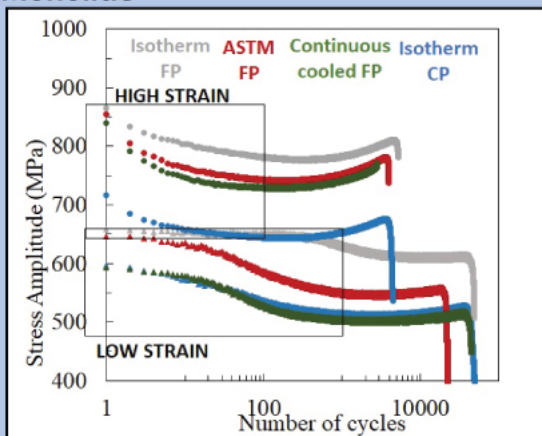 1000
Isotherm ASTM Continuous Isotherm
FP FP cooled FP CP
900
HIGH STRAIN
800
700
600
500
LOW STRAIN
400
1 100 10000
Stress Amplitude (MPa)
Number of cycles